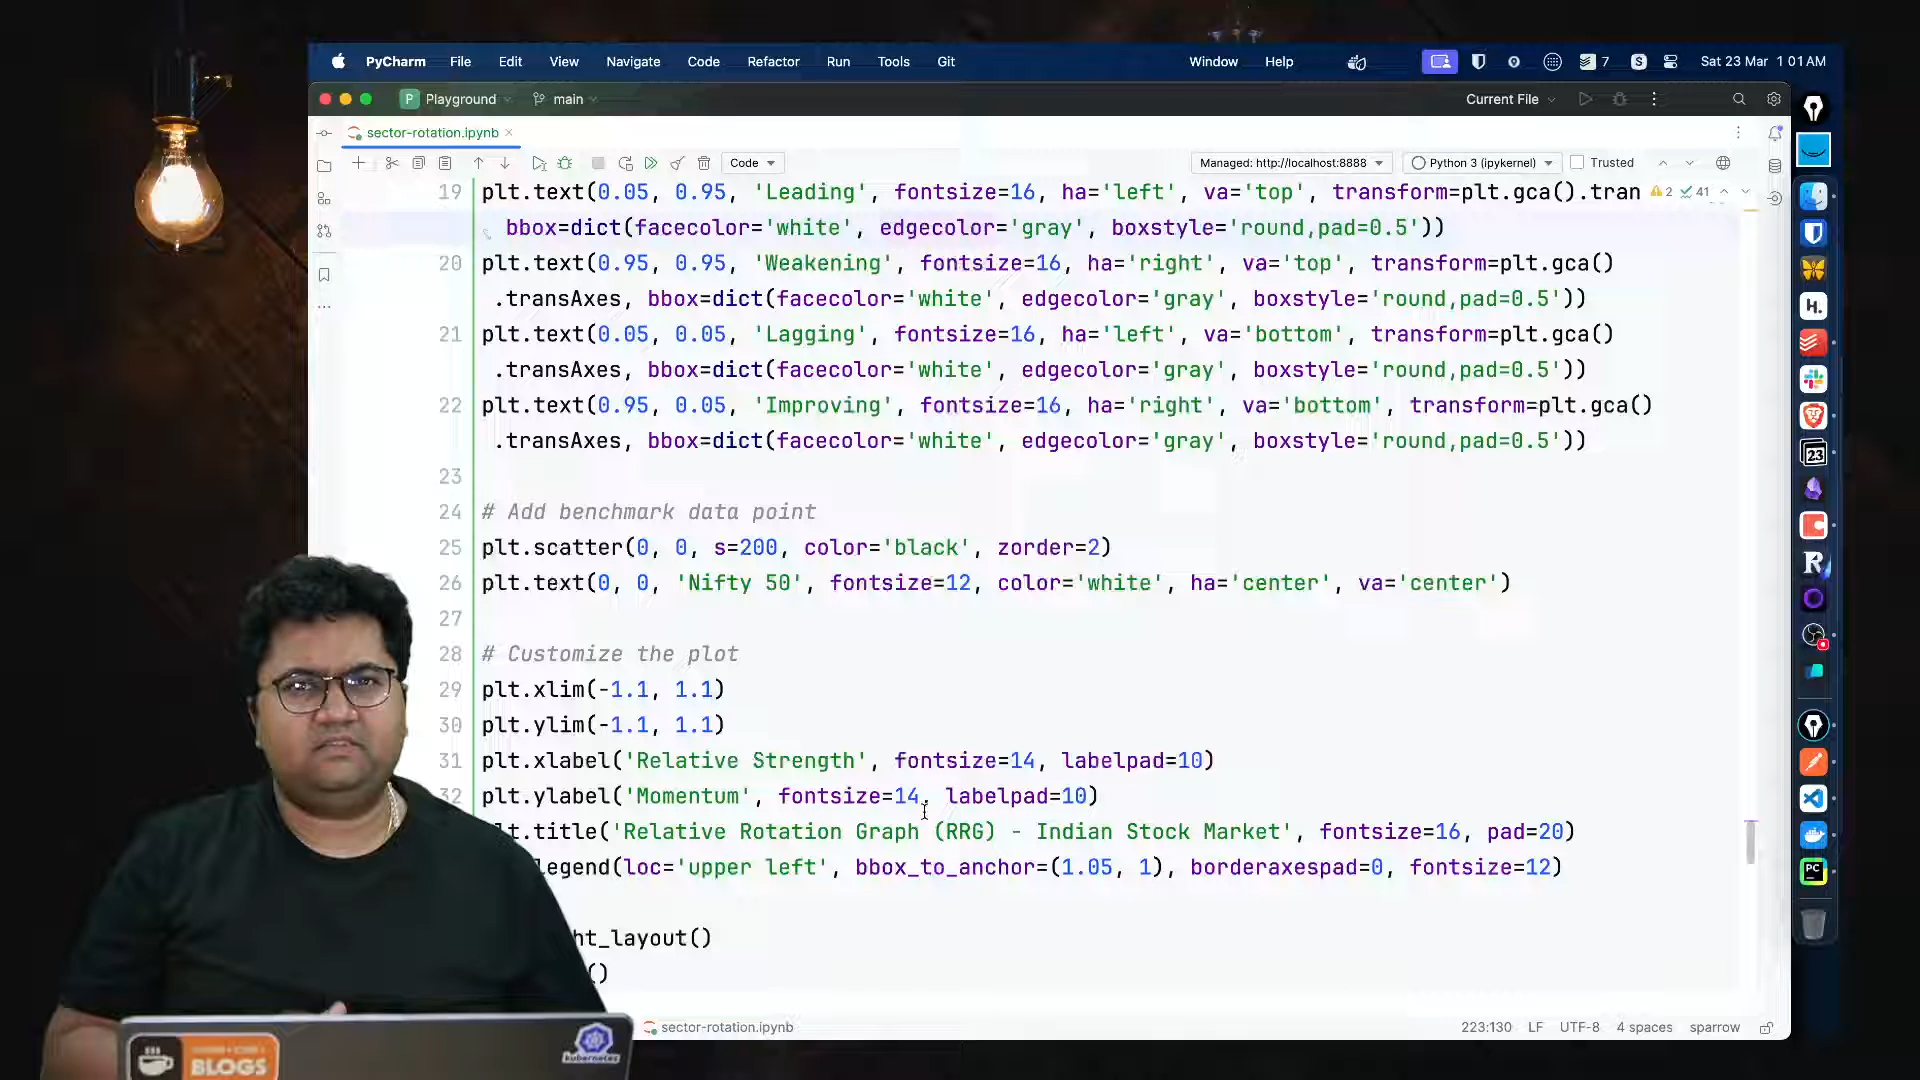 PyCharm File Edit View Navigate Code Refactor Run Tools Git Window Help 7 Sat 23 Mar 1 01 AM
P Playground main Current File
sector-rotation.ipynb
Code Managed: http://localhost:8888 Python 3 (ipykernel) Trusted
19 plt.text(0.05, 0.95, 'Leading', fontsize=16, ha='left', va='top', transform=plt.gca().tran 2 41
bbox=dict(facecolor='white', edgecolor='gray', boxstyle='round,pad=0.5'))
20 plt.text(0.95, 0.95, 'Weakening', fontsize=16, ha='right', va='top', transform=plt.gca()
.transAxes, bbox=dict(facecolor='white', edgecolor='gray', boxstyle='round,pad=0.5'))
21 plt.text(0.05, 0.05, 'Lagging', fontsize=16, ha='left', va='bottom', transform=plt.gca()
.transAxes, bbox=dict(facecolor='white', edgecolor='gray', boxstyle='round,pad=0.5'))
22 plt.text(0.95, 0.05, 'Improving', fontsize=16, ha='right', va='bottom', transform=plt.gca()
.transAxes, bbox=dict(facecolor='white', edgecolor='gray', boxstyle='round,pad=0.5'))
23
24 # Add benchmark data point
25 plt.scatter(0, 0, s=200, color='black', zorder=2)
26 plt.text(0, 0, 'Nifty 50', fontsize=12, color='white', ha='center', va='center')
27
28 # Customize the plot
29 plt.xlim(-1.1, 1.1)
30 plt.ylim(-1.1, 1.1)
31 plt.xlabel('Relative Strength', fontsize=14, labelpad=10)
32 plt.ylabel('Momentum', fontsize=14, labelpad=10)
lt.title('Relative Rotation Graph (RRG) - Indian Stock Market', fontsize=16, pad=20)
legend(loc='upper left', bbox_to_anchor=(1.05, 1), borderaxespad=0, fontsize=12)
ht_layout()
()
sector-rotation.ipynb 223:130 LF UTF-8 4 spaces sparrow
H.
23
PC
BLOGS
kubernetes